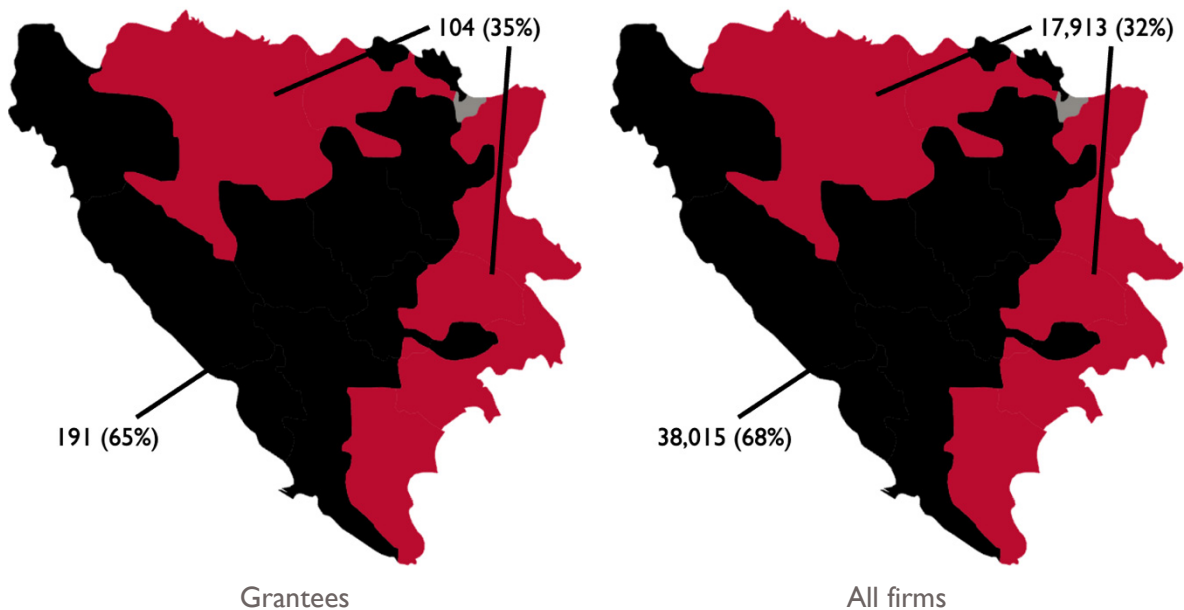 104 (35%)
191 (65%)
Grantees
17,913 (32%)
38,015 (68%)
All firms